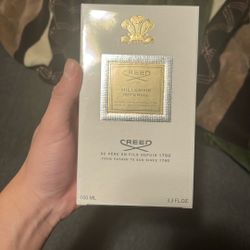 CREED
MILLESIME
IMPERIAL
CREED
DE PÈRE EN FILS DEPUIS 1760
FROM FATHER TO SON SINCE 1760
100 ML
3,3 FL.OZ